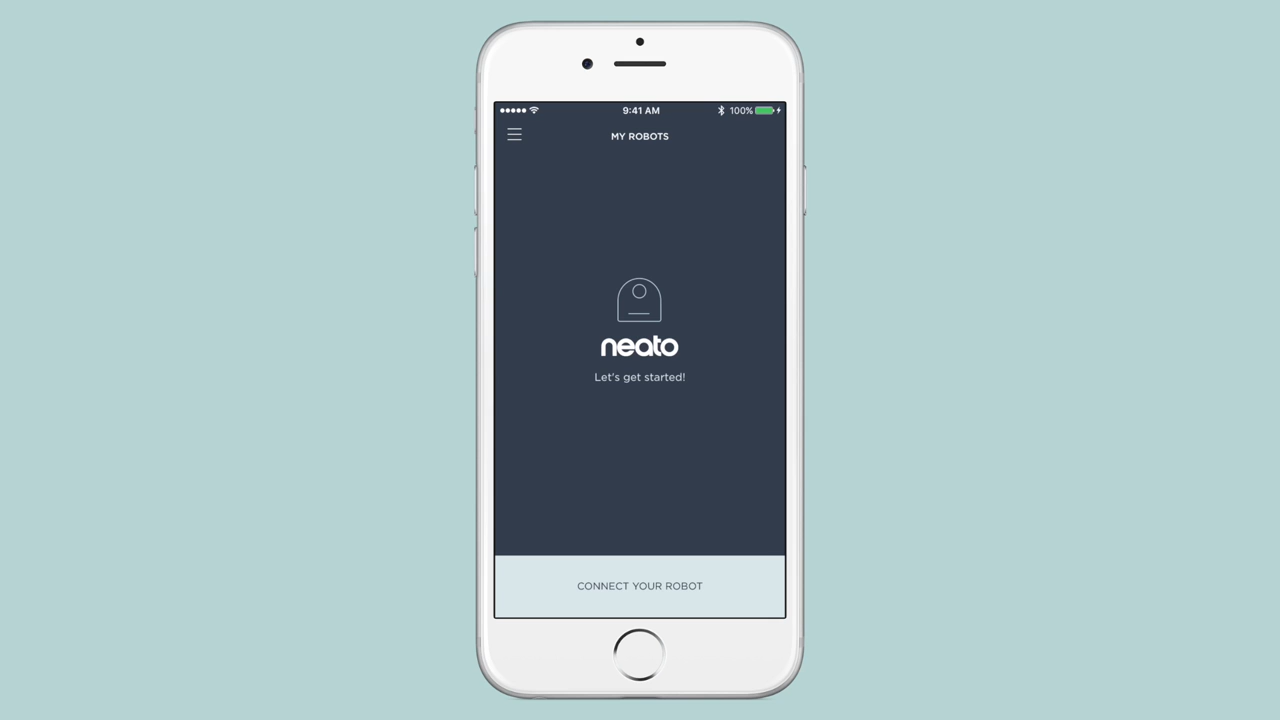 9:41 AM 100%
MY ROBOTS
neato
Let's get started!
CONNECT YOUR ROBOT